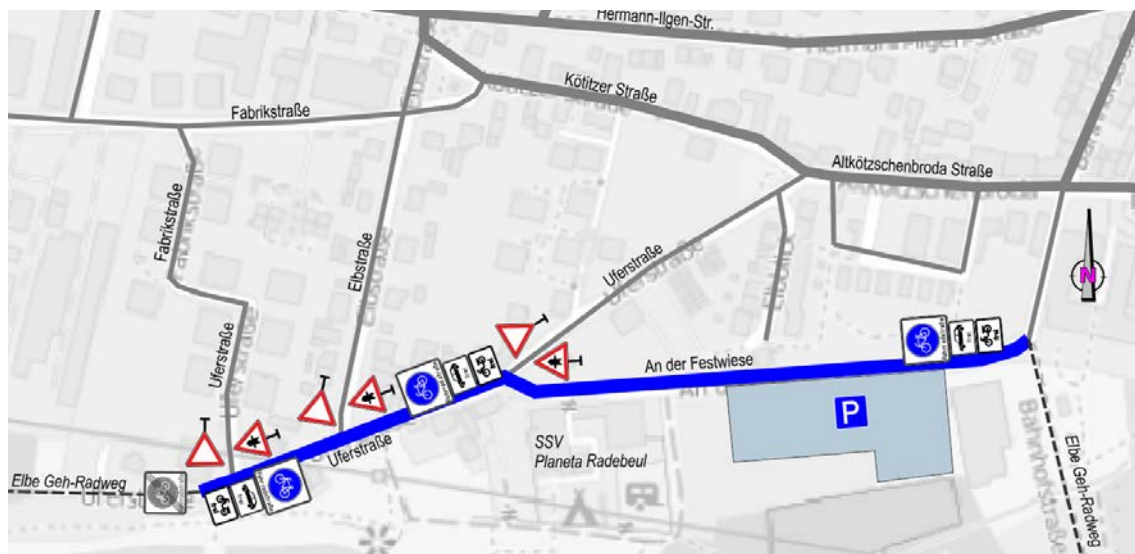 Hermann-Ilgen-Str.
Kötitzer Straße
Fabrikstraße
Altkötzschenbroda Straße
Fabrikstraße
Elbstraße
Uferstraße
Elbblick
Uferstraße
An der Festwiese
P
Uferstraße
SSV
Planeta Radebeul
Elbe Geh-Radweg
Bahnhofstraße
Elbe Geh-Radweg
N